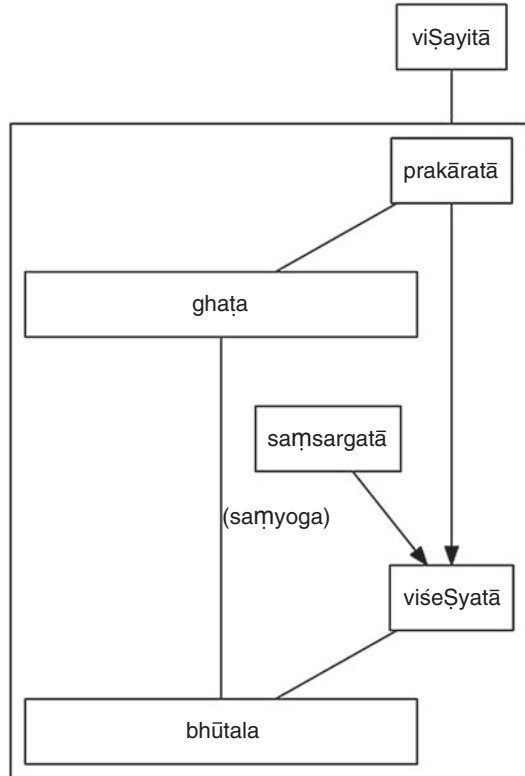 viṢayitā
prakāratā
ghaṭa
saṃsargatā
(saṃyoga)
viśeṢyatā
bhūtala